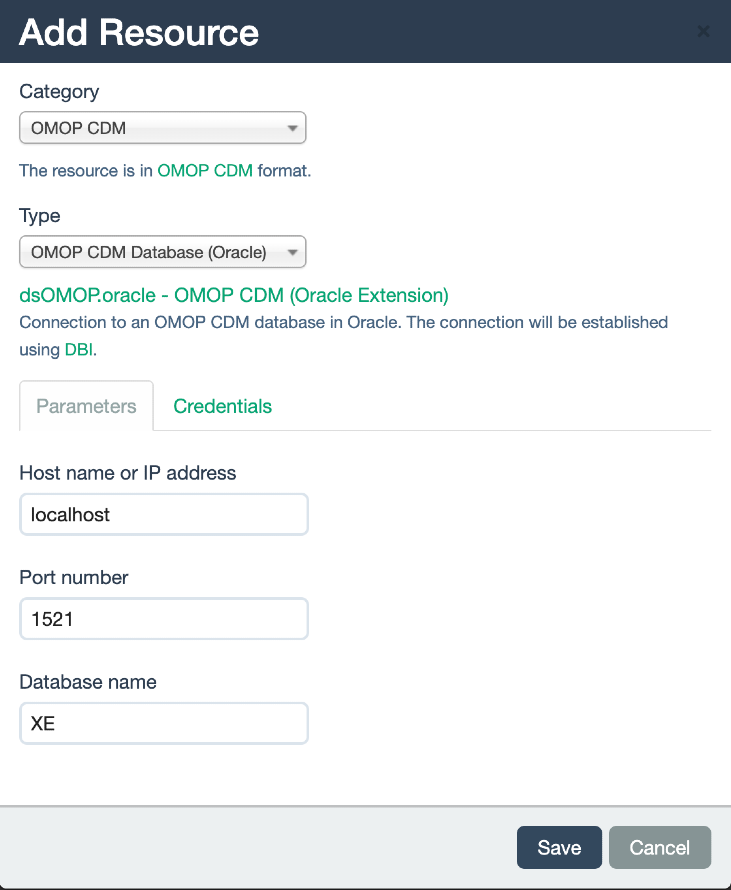 Add Resource
×
Category
OMOP CDM
The resource is in OMOP CDM format.
Type
OMOP CDM Database (Oracle)
dsOMOP.oracle - OMOP CDM (Oracle Extension)
Connection to an OMOP CDM database in Oracle. The connection will be established
using DBI.
Parameters Credentials
Host name or IP address
localhost
Port number
1521
Database name
XE
Save Cancel